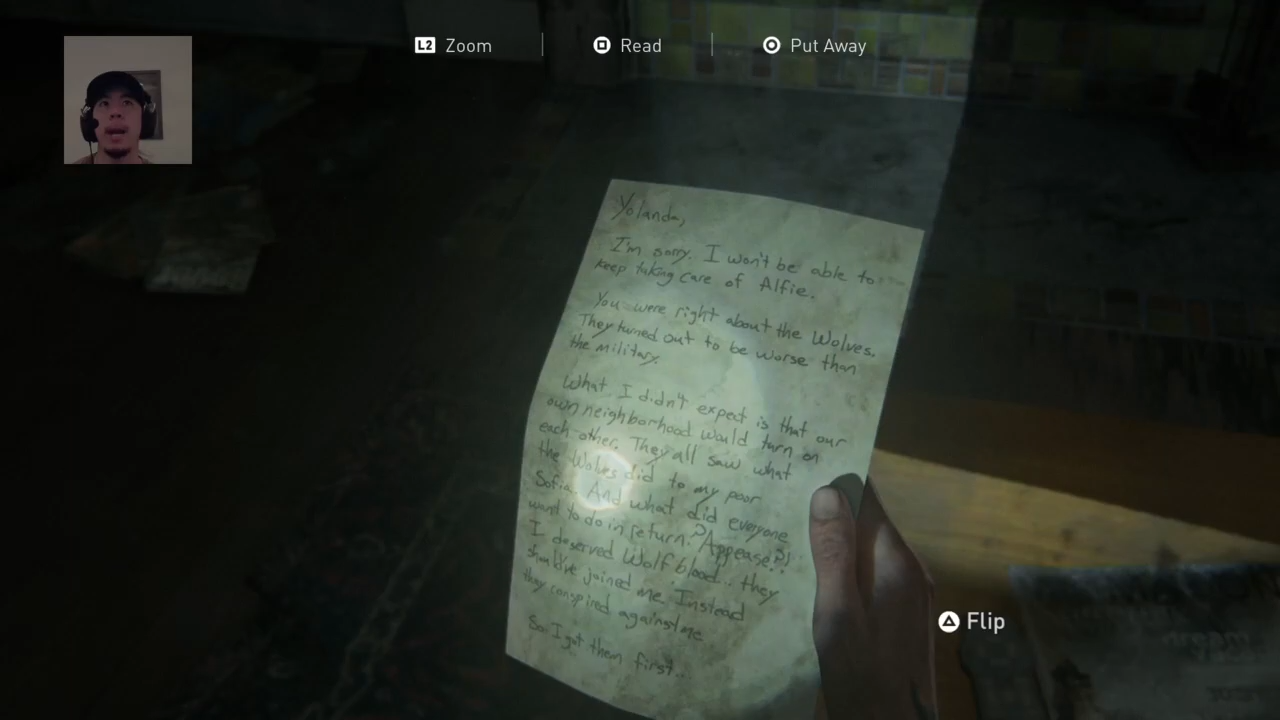 L2 Zoom | Read | Put Away
Yolanda,
I'm sorry. I won't be able to
keep taking care of Alfie.
You were right about the Wolves.
They turned out to be worse than
the military.
What I didn't expect is that our
own neighborhood would turn on
each other. They all saw what
the Wolves did to my poor
Sofia. And what did everyone
want to do in return? Appease?!
I deserved Wolf blood... they
should've joined me. Instead
they conspired against me.
So I got them first...
Flip